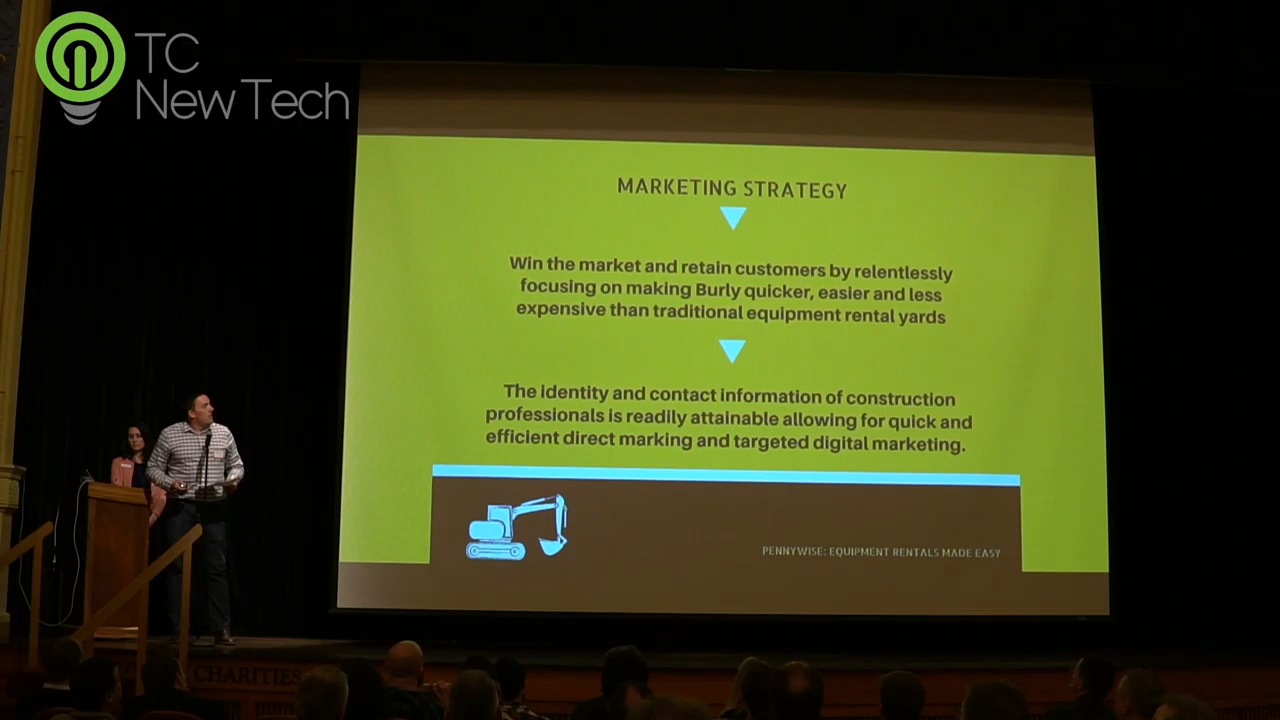 TC
NewTech
MARKETING STRATEGY
Win the market and retain customers by relentlessly
focusing on making Burly quicker, easier and less
expensive than traditional equipment rental yards
The identity and contact information of construction
professionals is readily attainable allowing for quick and
efficient direct marking and targeted digital marketing.
PENNYWISE: EQUIPMENT RENTALS MADE EASY
CHARITIES